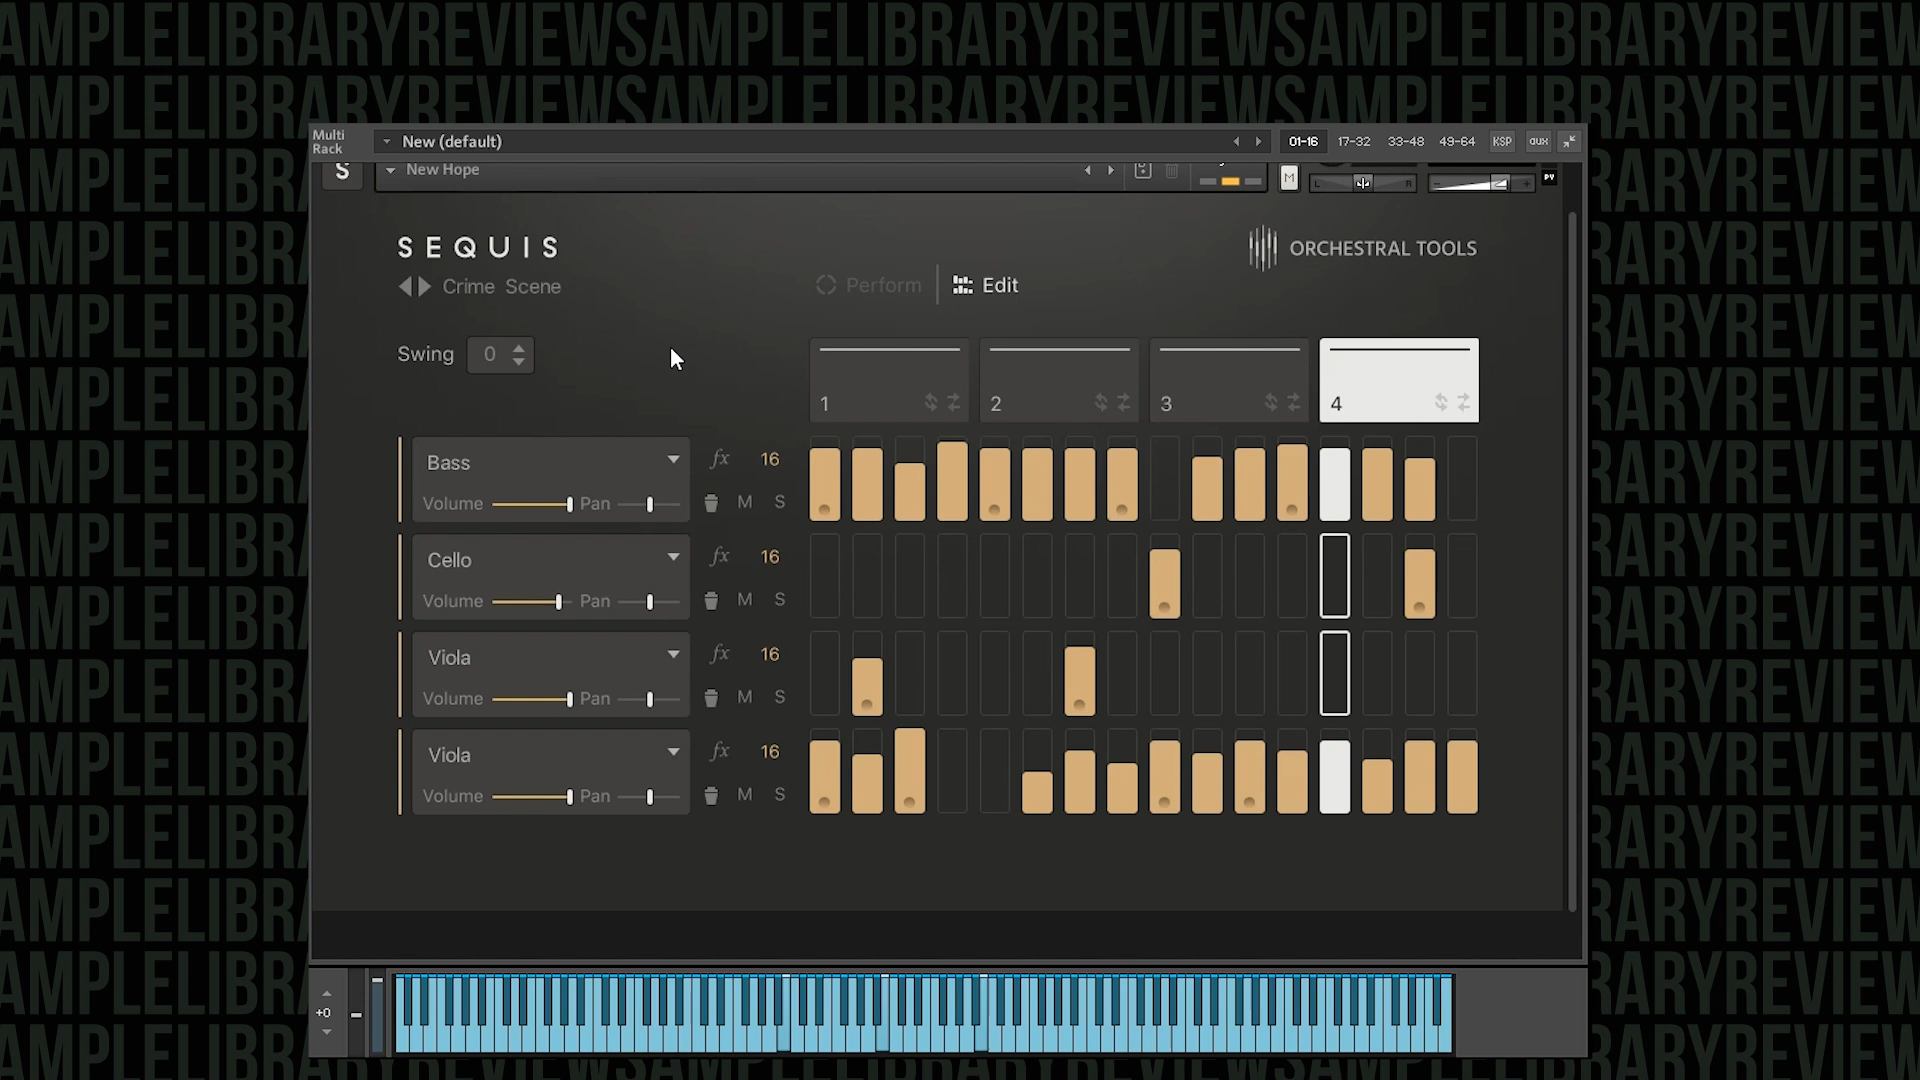 AMPLELIBRARYREVIEWSAMPLELIBRARYREVIEWSAMPLELIBRARYREVIEW
AMPLELIBRARYREVIEWSAMPLELIBRARYREVIEWSAMPLELIBRARYREVIEW
Multi
Rack
New (default)
01-16 17-32 33-48 49-64 KSP aux
S
New Hope
M
L R
- +
PV
SEQUIS
ORCHESTRAL TOOLS
Crime Scene
Perform Edit
Swing 0
1 2 3 4
Bass fx 16
Volume Pan M S
Cello fx 16
Volume Pan M S
Viola fx 16
Volume Pan M S
Viola fx 16
Volume Pan M S
+0